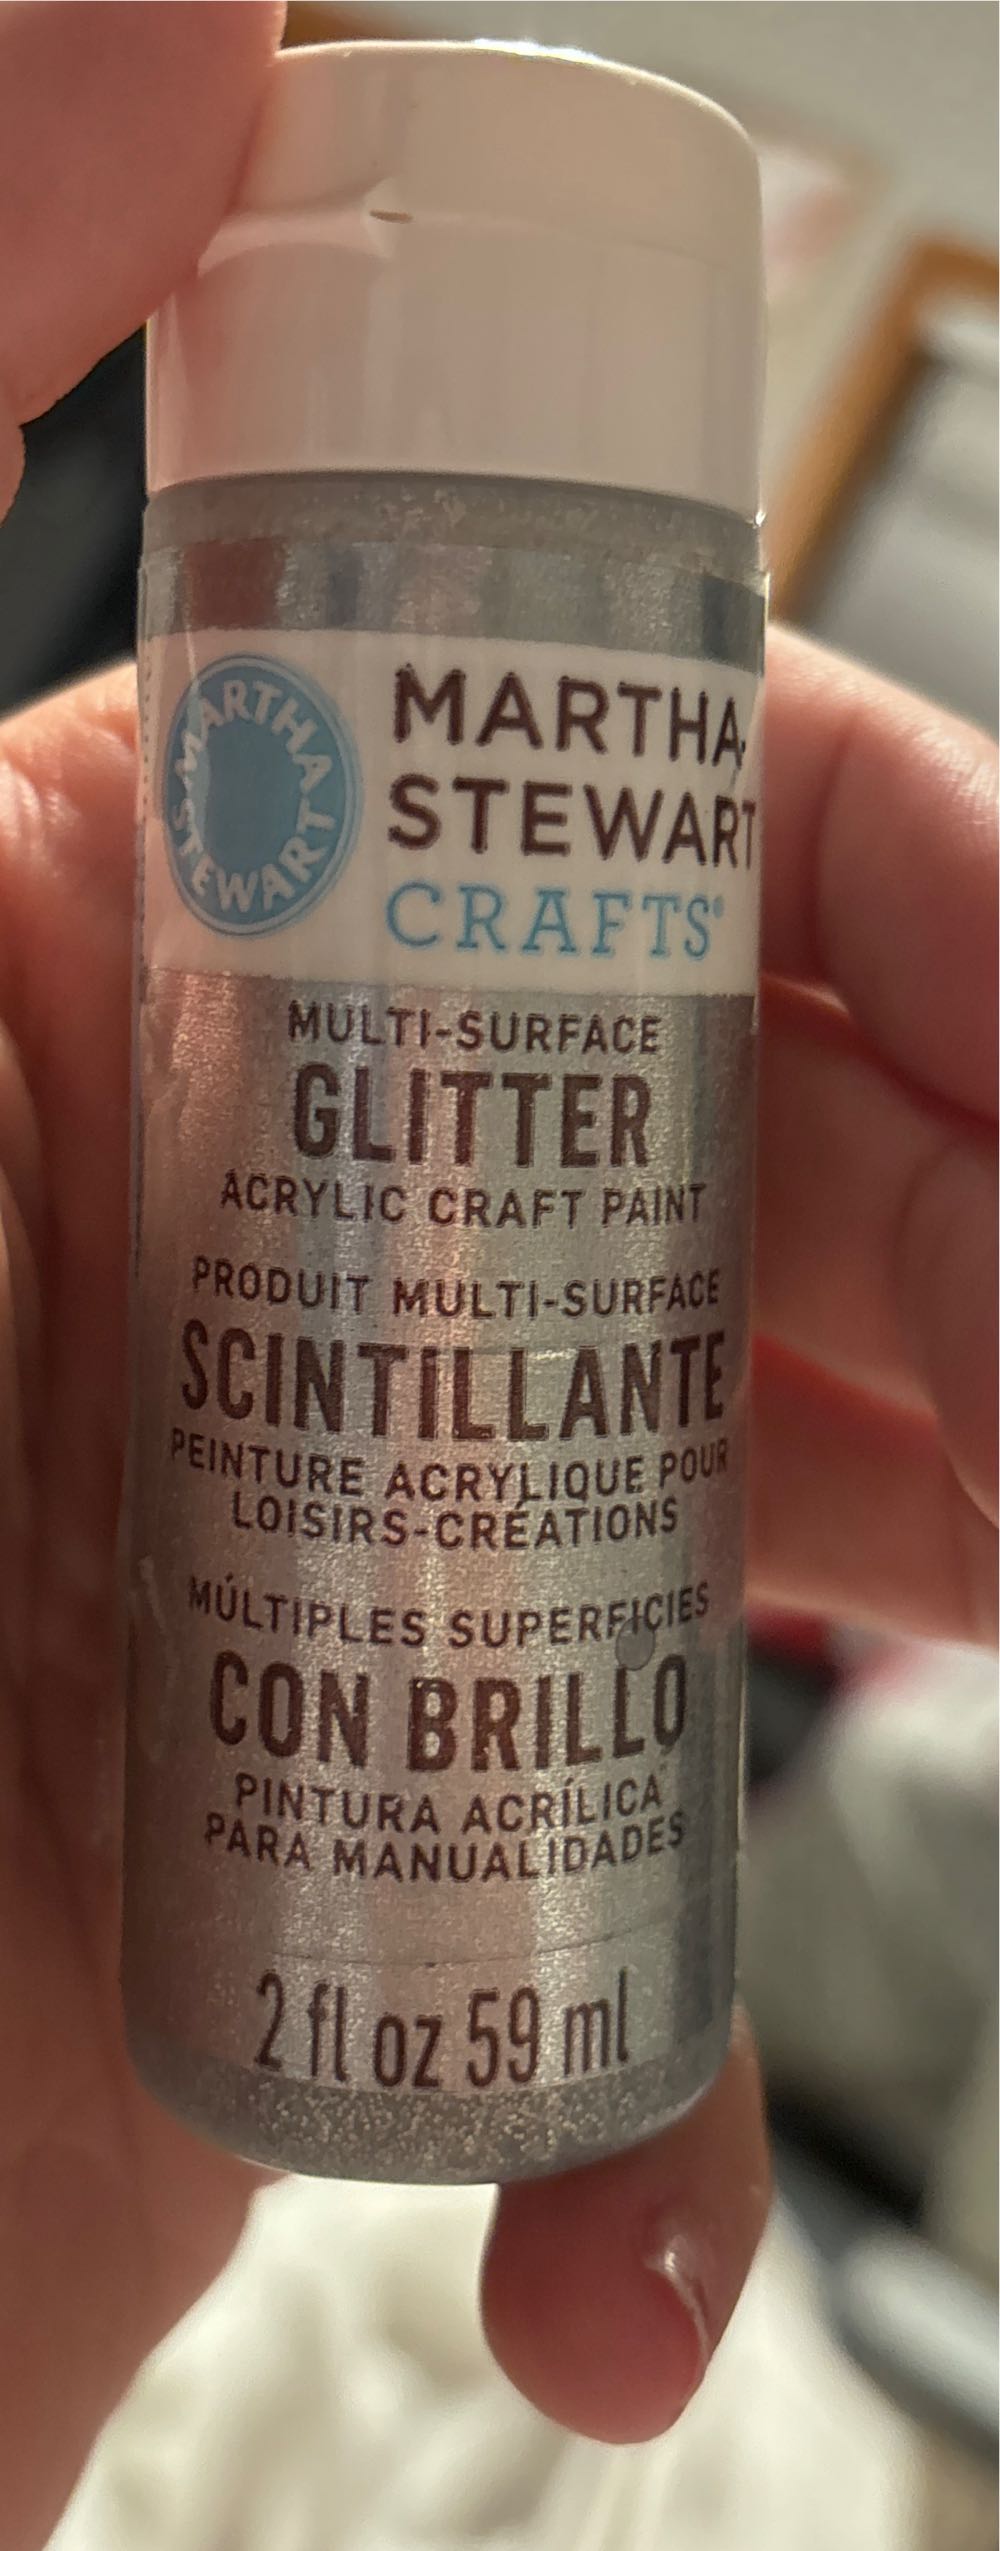 MARTHA
STEWART
MARTHA
STEWART
CRAFTS®
MULTI-SURFACE
GLITTER
ACRYLIC CRAFT PAINT
PRODUIT MULTI-SURFACE
SCINTILLANTE
PEINTURE ACRYLIQUE POUR
LOISIRS-CRÉATIONS
MÚLTIPLES SUPERFICIES
CON BRILLO
PINTURA ACRÍLICA
PARA MANUALIDADES
2 fl oz 59 ml